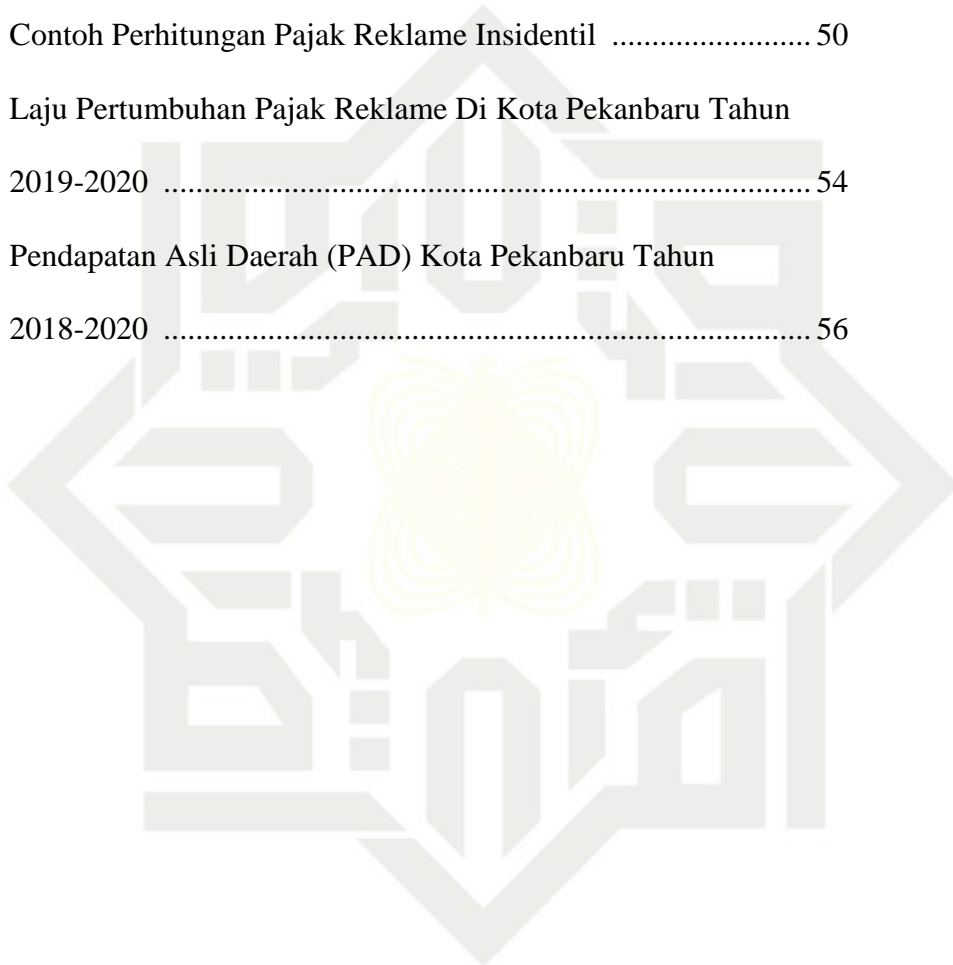 Contoh Perhitungan Pajak Reklame Insidentil ......................... 50
Laju Pertumbuhan Pajak Reklame Di Kota Pekanbaru Tahun
2019-2020 ................................................................................. 54
Pendapatan Asli Daerah (PAD) Kota Pekanbaru Tahun
2018-2020 ................................................................................. 56